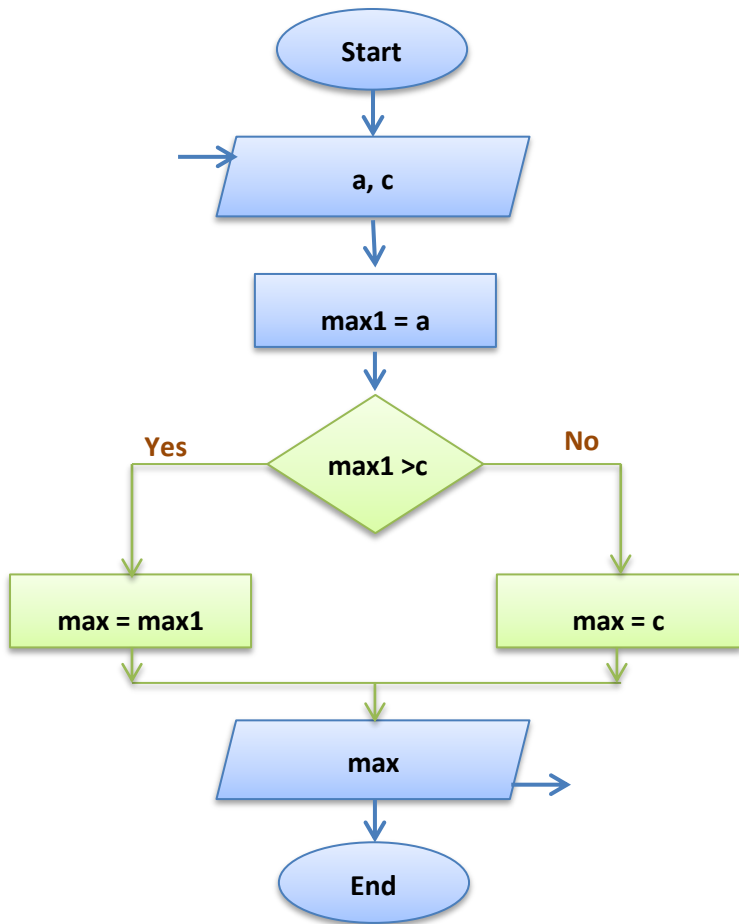 Start
a, c
max1 = a
max1 >c
Yes
No
max = max1
max = c
max
End